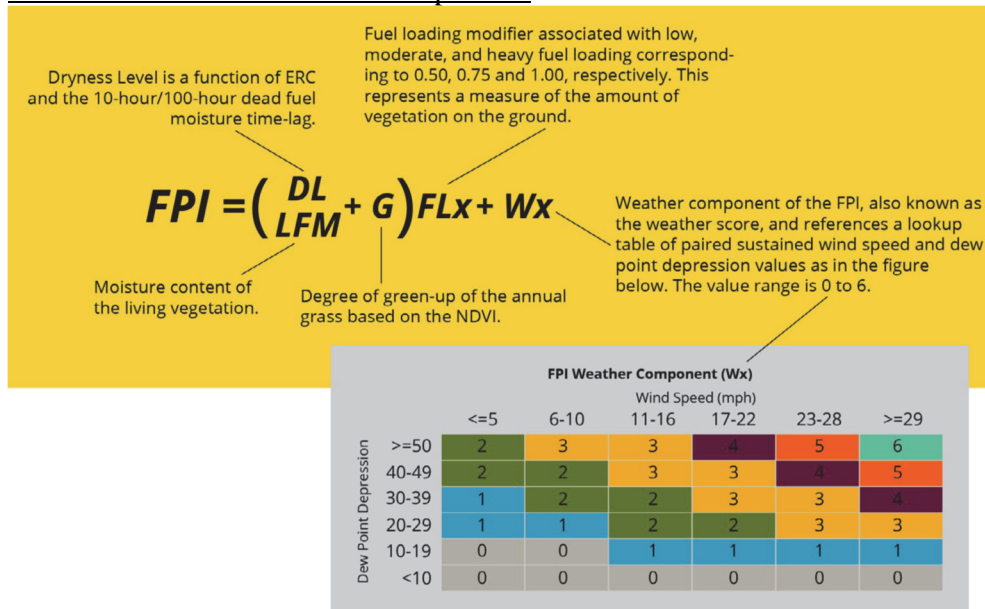 Fuel loading modifier associated with low,
moderate, and heavy fuel loading correspond-
ing to 0.50, 0.75 and 1.00, respectively. This
represents a measure of the amount of
vegetation on the ground.
Dryness Level is a function of ERC
and the 10-hour/100-hour dead fuel
moisture time-lag.
FPI = (DL
LFM + G) FLx + Wx
Weather component of the FPI, also known as
the weather score, and references a lookup
table of paired sustained wind speed and dew
point depression values as in the figure
below. The value range is 0 to 6.
Moisture content of
the living vegetation.
Degree of green-up of the annual
grass based on the NDVI.
FPI Weather Component (Wx)
Wind Speed (mph)
<=5 6-10 11-16 17-22 23-28 >=29
Dew Point Depression
>=50 2 3 3 4 5 6
40-49 2 2 3 3 4 5
30-39 1 2 2 3 3 4
20-29 1 1 2 2 3 3
10-19 0 0 1 1 1 1
<10 0 0 0 0 0 0